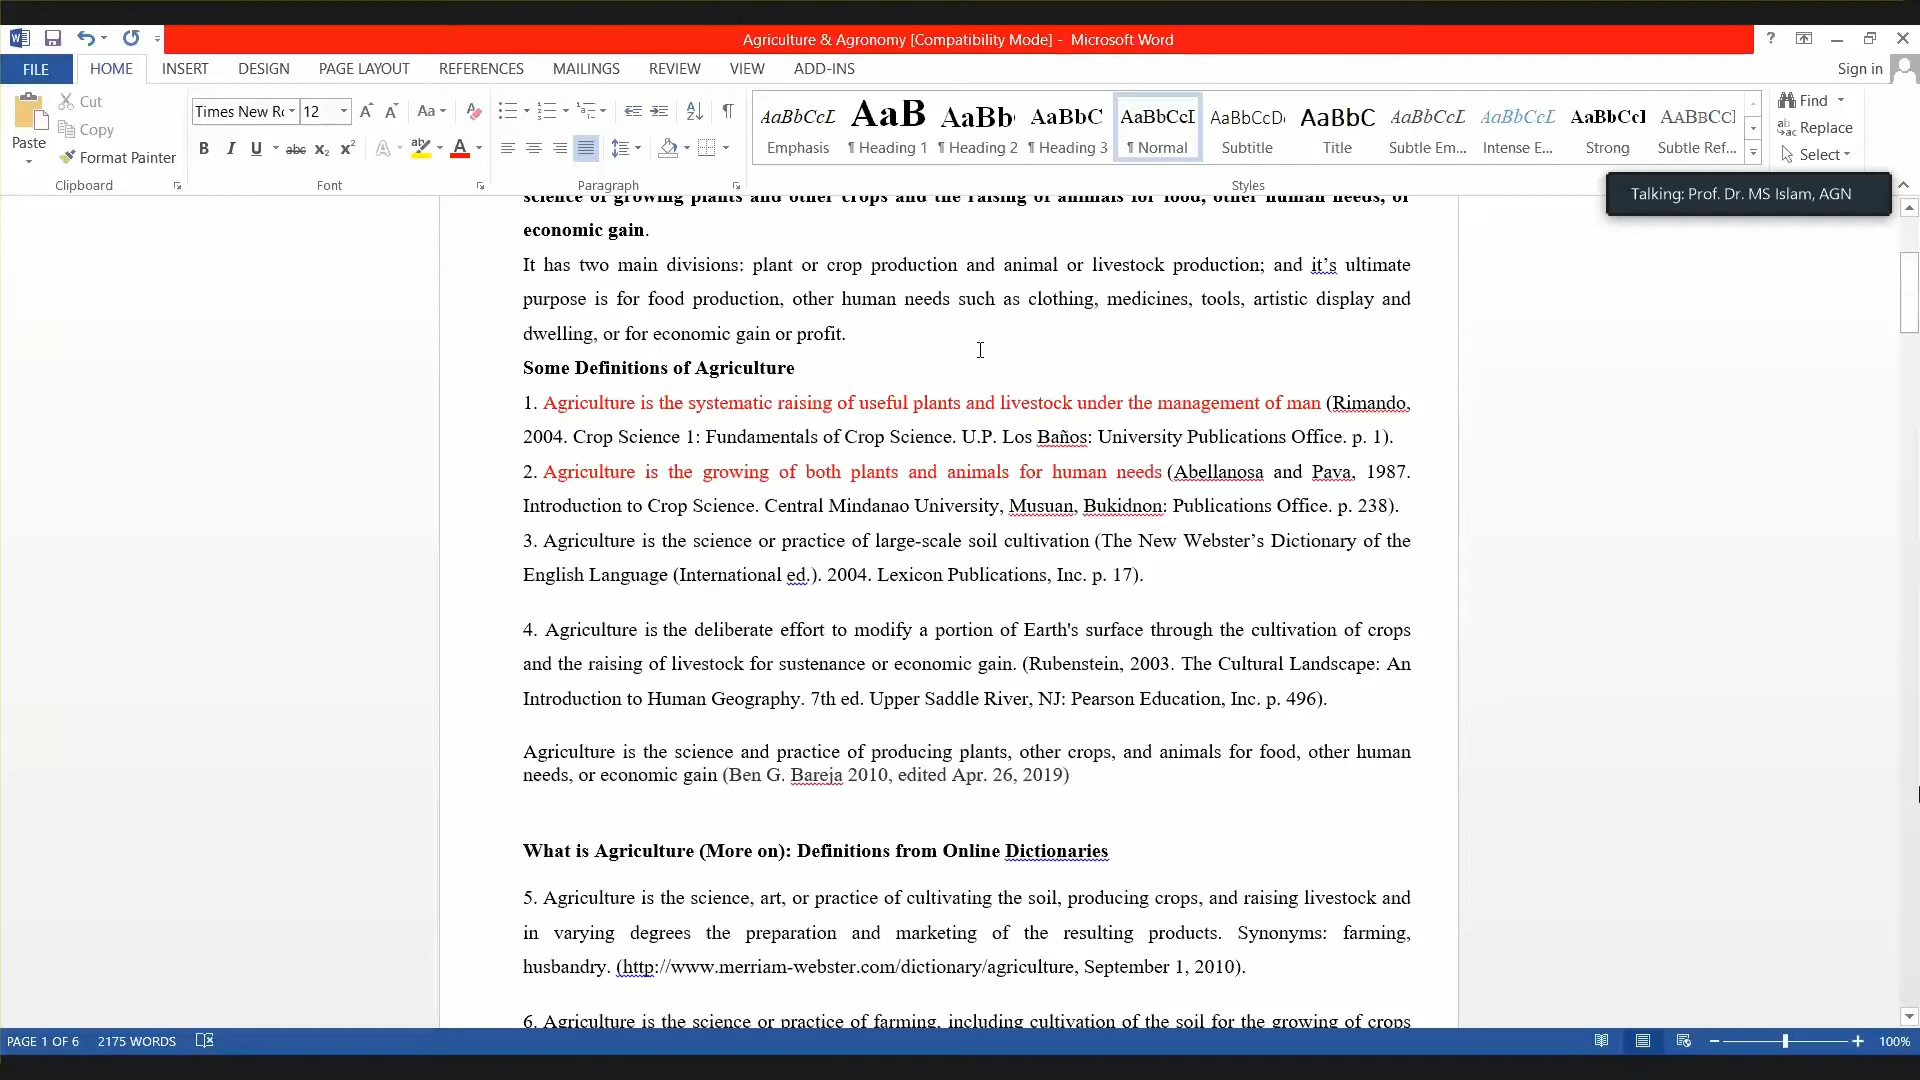 Agriculture & Agronomy [Compatibility Mode] - Microsoft Word
?
FILE HOME INSERT DESIGN PAGE LAYOUT REFERENCES MAILINGS REVIEW VIEW ADD-INS Sign in
Paste Cut
Copy
Format Painter
Times New Ro 12
AaBbCcL AaB AaBb AaBbC AaBbCcI AaBbCcD AaBbC AaBbCcL AaBbCcL AaBbCcI AaBbCcI
Emphasis ¶ Heading 1 ¶ Heading 2 ¶ Heading 3 ¶ Normal Subtitle Title Subtle Em... Intense E... Strong Subtle Ref...
Find
Replace
Select
Clipboard Font Paragraph Styles
Talking: Prof. Dr. MS Islam, AGN
science of growing plants and other crops and the raising of animals for food, other human needs, or
economic gain.
It has two main divisions: plant or crop production and animal or livestock production; and it’s ultimate
purpose is for food production, other human needs such as clothing, medicines, tools, artistic display and
dwelling, or for economic gain or profit.
Some Definitions of Agriculture
1. Agriculture is the systematic raising of useful plants and livestock under the management of man (Rimando,
2004. Crop Science 1: Fundamentals of Crop Science. U.P. Los Baños: University Publications Office. p. 1).
2. Agriculture is the growing of both plants and animals for human needs (Abellanosa and Pava, 1987.
Introduction to Crop Science. Central Mindanao University, Musuan, Bukidnon: Publications Office. p. 238).
3. Agriculture is the science or practice of large-scale soil cultivation (The New Webster’s Dictionary of the
English Language (International ed.). 2004. Lexicon Publications, Inc. p. 17).
4. Agriculture is the deliberate effort to modify a portion of Earth's surface through the cultivation of crops
and the raising of livestock for sustenance or economic gain. (Rubenstein, 2003. The Cultural Landscape: An
Introduction to Human Geography. 7th ed. Upper Saddle River, NJ: Pearson Education, Inc. p. 496).
Agriculture is the science and practice of producing plants, other crops, and animals for food, other human
needs, or economic gain (Ben G. Bareja 2010, edited Apr. 26, 2019)
What is Agriculture (More on): Definitions from Online Dictionaries
5. Agriculture is the science, art, or practice of cultivating the soil, producing crops, and raising livestock and
in varying degrees the preparation and marketing of the resulting products. Synonyms: farming,
husbandry. (http://www.merriam-webster.com/dictionary/agriculture, September 1, 2010).
6. Agriculture is the science or practice of farming, including cultivation of the soil for the growing of crops
PAGE 1 OF 6 2175 WORDS 100%